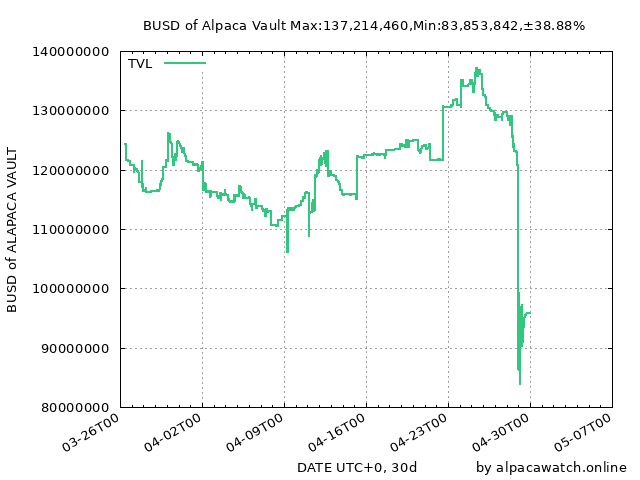 BUSD of Alpaca Vault Max:137,214,460,Min:83,853,842,±38.88%
TVL
BUSD of ALAPACA VAULT
140000000
130000000
120000000
110000000
100000000
90000000
80000000
03-26T00
04-02T00
04-09T00
04-16T00
04-23T00
04-30T00
05-07T00
DATE UTC+0, 30d
by alpacawatch.online